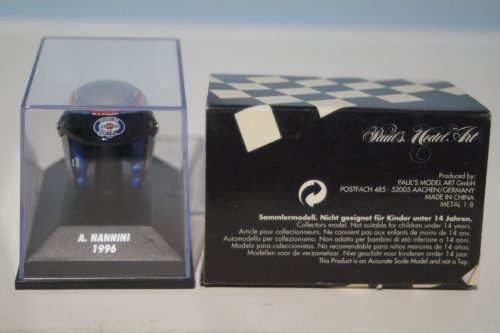 A. NANNINI
1996
Paul's Model Art
Produced by:
PAUL'S MODEL ART GmbH
POSTFACH 485 · 52005 AACHEN/GERMANY
MADE IN CHINA
METAL 1:8
Sammlermodell. Nicht geeignet für Kinder unter 14 Jahren.
Collectors model. Not suitable for children under 14 years.
Article pour collectionneurs. Ne convient pas aux enfants de moins de 14 ans.
Automodello per collezionismo. Non adatto per bambini di età inferiore a 14 anni.
Modelo para coleccionistas. No recomendable para niños menores de 14 años.
Modellen voor de verzamelaar. Niet geschikt voor kinderen onder 14 jaar.
This Product is an Accurate Scale Model and not a Toy.